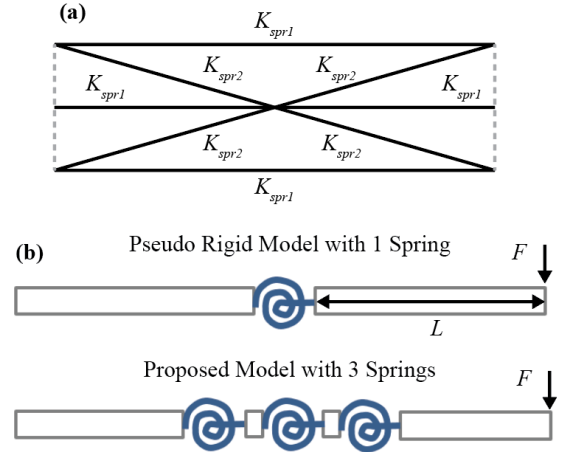 (a)
K_spr1
K_spr2 K_spr2
K_spr1 K_spr1
K_spr2 K_spr2
K_spr1
(b)
Pseudo Rigid Model with 1 Spring
F
L
Proposed Model with 3 Springs
F